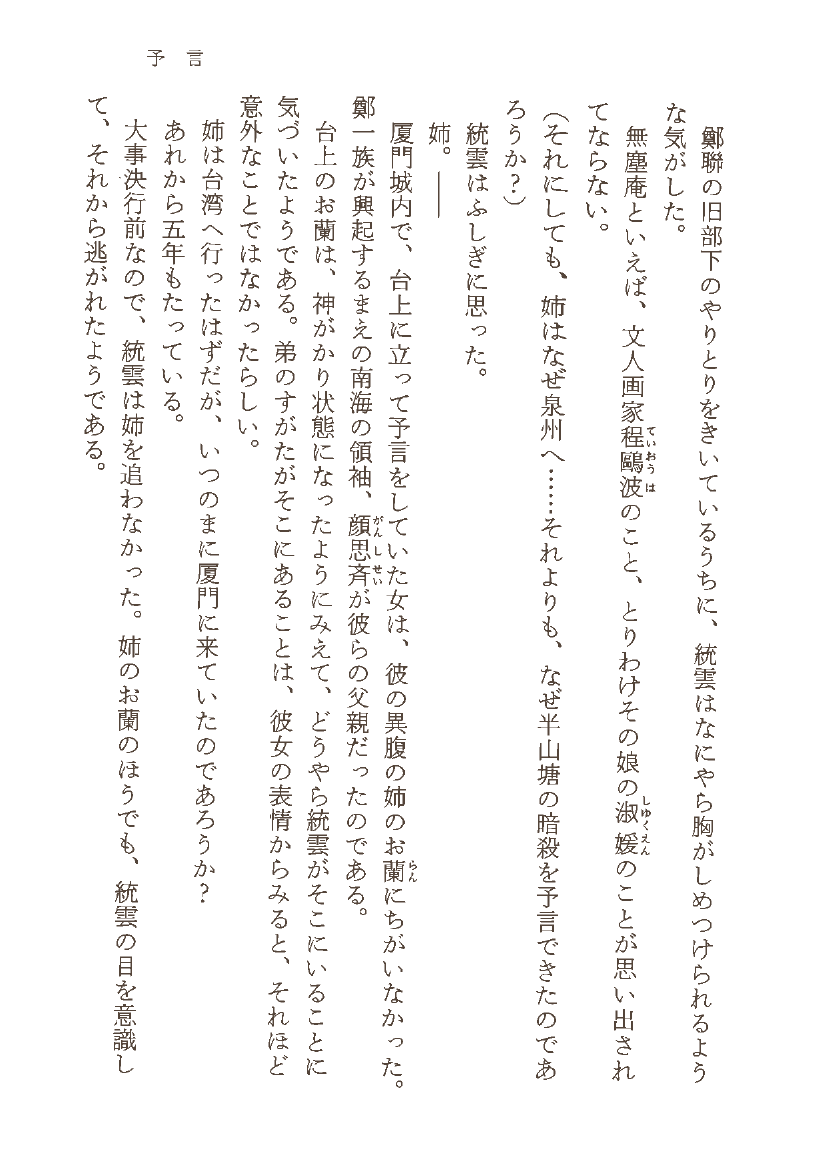 予言
鄭聯の旧部下のやりとりをきいているうちに、統雲はなにやら胸がしめつけられるよう
な気がした。
無塵庵といえば、文人画家程鷗波のこと、とりわけその娘の淑媛のことが思い出され
てならない。
（それにしても、姉はなぜ泉州へ……それよりも、なぜ半山塘の暗殺を予言できたのであ
ろうか？）
統雲はふしぎに思った。
姉。――
厦門城内で、台上に立って予言をしていた女は、彼の異腹の姉のお蘭にちがいなかった。
鄭一族が興起するまえの南海の領袖、顔思斉が彼らの父親だったのである。
台上のお蘭は、神がかり状態になったようにみえて、どうやら統雲がそこにいることに
気づいたようである。弟のすがたがそこにあることは、彼女の表情からみると、それほど
意外なことではなかったらしい。
姉は台湾へ行ったはずだが、いつのまに厦門に来ていたのであろうか？
あれから五年もたっている。
大事決行前なので、統雲は姉を追わなかった。姉のお蘭のほうでも、統雲の目を意識し
て、それから逃がれたようである。